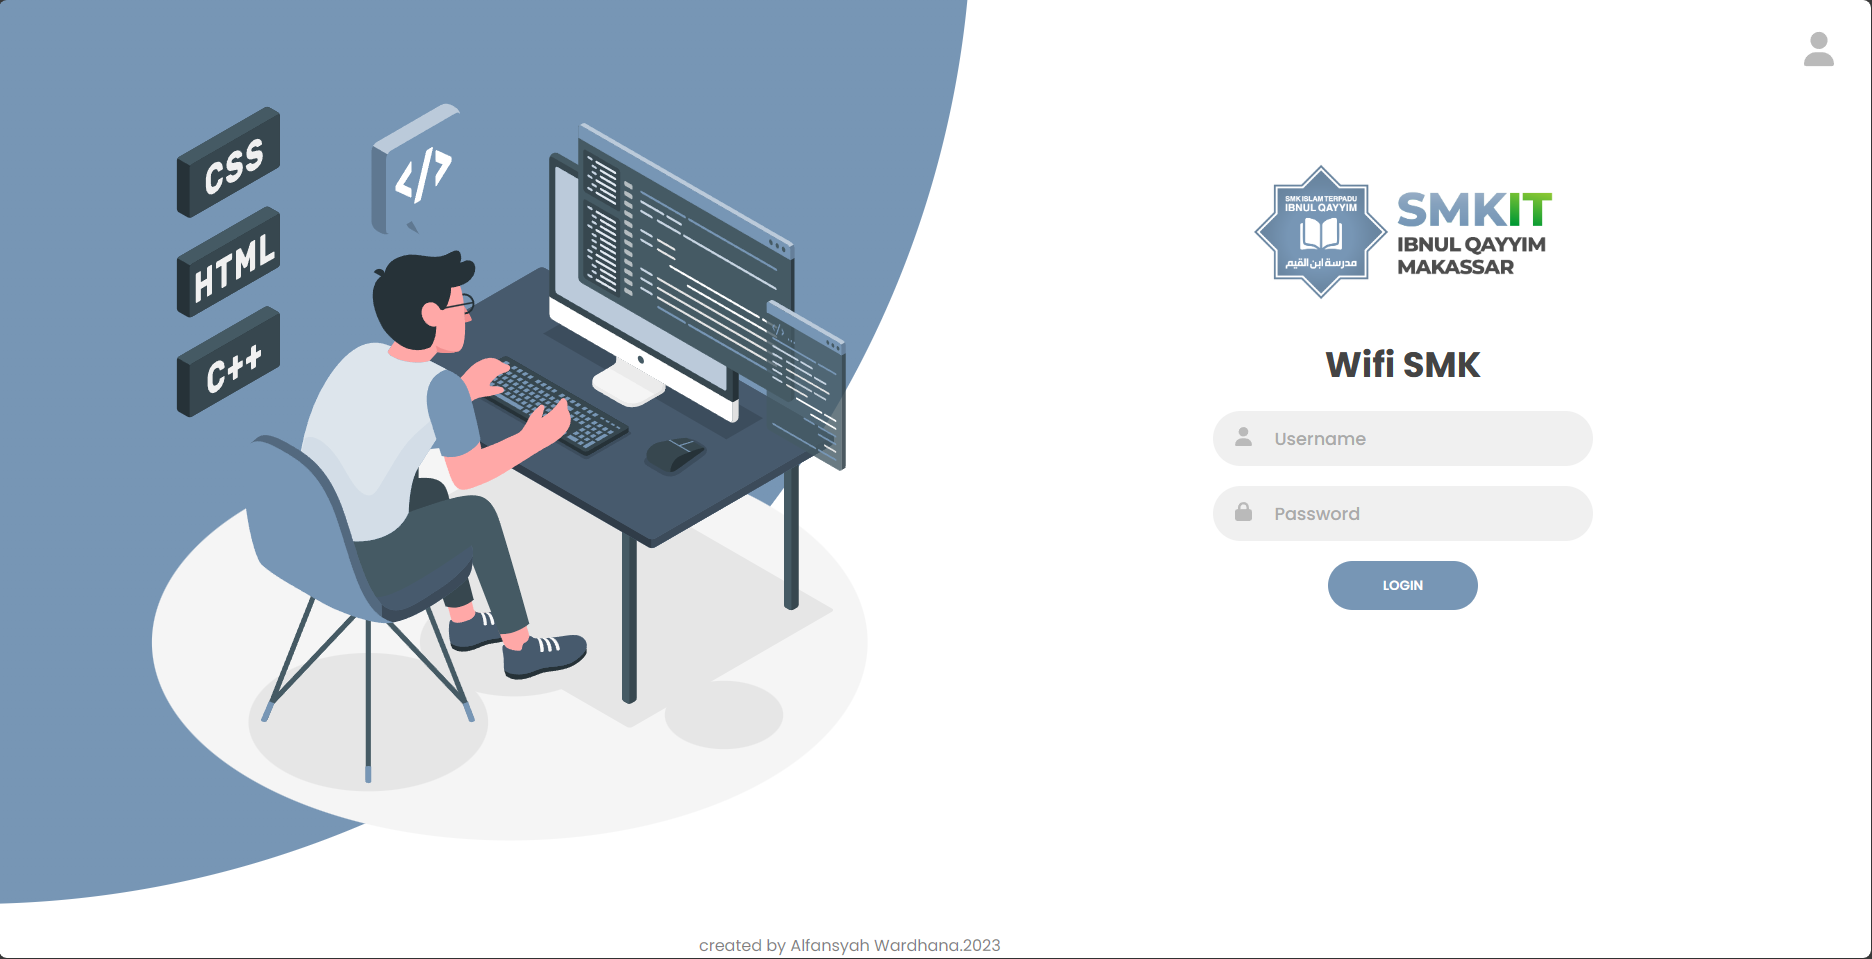 CSS
HTML
C++
</>
SMK ISLAM TERPADU
IBNUL QAYYIM
مدرسة ابن القيم
SMKIT
IBNUL QAYYIM
MAKASSAR
Wifi SMK
Username
Password
LOGIN
created by Alfansyah Wardhana.2023